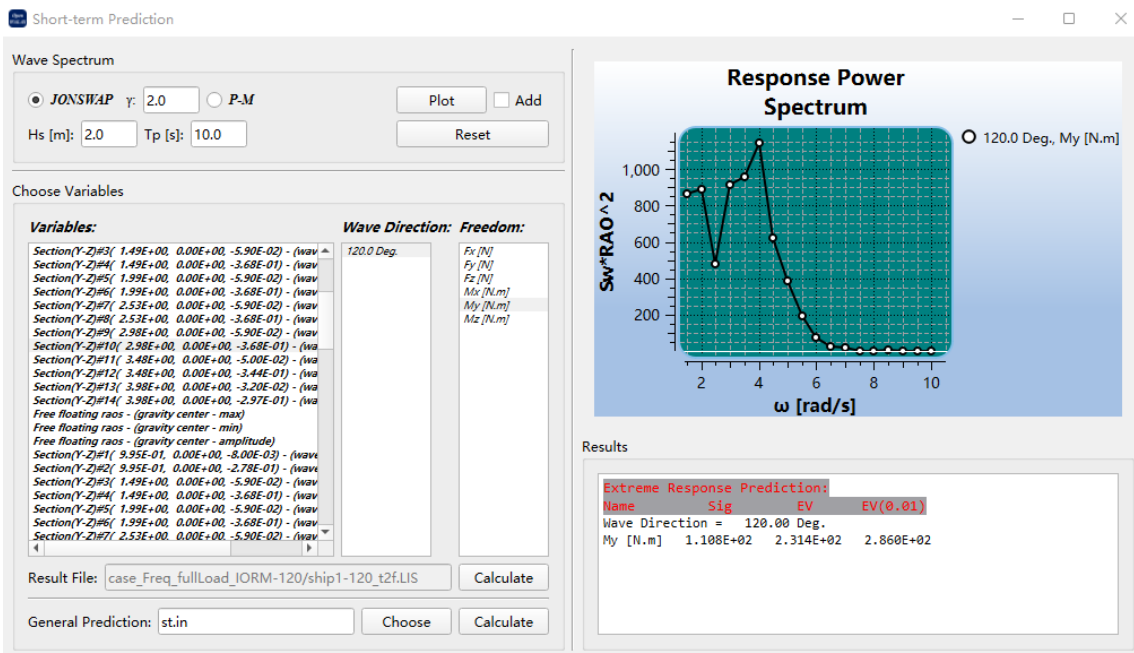 Short-term Prediction
Wave Spectrum
JONSWAP γ: 2.0 P-M Plot Add
Hs [m]: 2.0 Tp [s]: 10.0 Reset
Choose Variables
Variables: Wave Direction: Freedom:
Section(Y-Z)#3( 1.49E+00, 0.00E+00, -5.90E-02) - (wav
Section(Y-Z)#4( 1.49E+00, 0.00E+00, -3.68E-01) - (wav
Section(Y-Z)#5( 1.99E+00, 0.00E+00, -5.90E-02) - (wav
Section(Y-Z)#6( 1.99E+00, 0.00E+00, -3.68E-01) - (wav
Section(Y-Z)#7( 2.53E+00, 0.00E+00, -5.90E-02) - (wav
Section(Y-Z)#8( 2.53E+00, 0.00E+00, -3.68E-01) - (wav
Section(Y-Z)#9( 2.98E+00, 0.00E+00, -5.90E-02) - (wav
Section(Y-Z)#10( 2.98E+00, 0.00E+00, -3.68E-01) - (wa
Section(Y-Z)#11( 3.48E+00, 0.00E+00, -5.00E-02) - (wa
Section(Y-Z)#12( 3.48E+00, 0.00E+00, -3.44E-01) - (wa
Section(Y-Z)#13( 3.98E+00, 0.00E+00, -3.20E-02) - (wa
Section(Y-Z)#14( 3.98E+00, 0.00E+00, -2.97E-01) - (wa
Free floating raos - (gravity center - max)
Free floating raos - (gravity center - min)
Free floating raos - (gravity center - amplitude)
Section(Y-Z)#1( 9.95E-01, 0.00E+00, -8.00E-03) - (wave
Section(Y-Z)#2( 9.95E-01, 0.00E+00, -2.78E-01) - (wave
Section(Y-Z)#3( 1.49E+00, 0.00E+00, -5.90E-02) - (wav
Section(Y-Z)#4( 1.49E+00, 0.00E+00, -3.68E-01) - (wav
Section(Y-Z)#5( 1.99E+00, 0.00E+00, -5.90E-02) - (wav
Section(Y-Z)#6( 1.99E+00, 0.00E+00, -3.68E-01) - (wav
Section(Y-Z)#7( 2.53E+00, 0.00E+00, -5.90E-02) - (wav
120.0 Deg.
Fx [N]
Fy [N]
Fz [N]
Mx [N.m]
My [N.m]
Mz [N.m]
Result File: case_Freq_fullLoad_IORM-120/ship1-120_t2f.LIS Calculate
General Prediction: st.in Choose Calculate
Response Power
Spectrum
120.0 Deg., My [N.m]
Sw*RAO^2
1,000
800
600
400
200
2 4 6 8 10
ω [rad/s]
Results
Extreme Response Prediction:
Name Sig EV EV(0.01)
Wave Direction = 120.00 Deg.
My [N.m] 1.108E+02 2.314E+02 2.860E+02